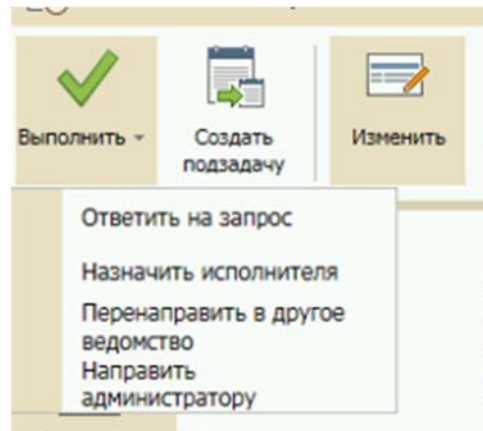 Выполнить
Создать
подзадачу
Изменить
Ответить на запрос
Назначить исполнителя
Перенаправить в другое
ведомство
Направить
администратору